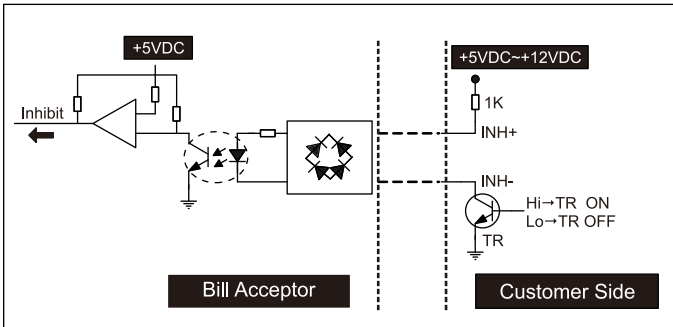 +5VDC
+5VDC~+12VDC
Inhibit
1K
INH+
INH-
Hi→TR ON
Lo→TR OFF
TR
Bill Acceptor
Customer Side